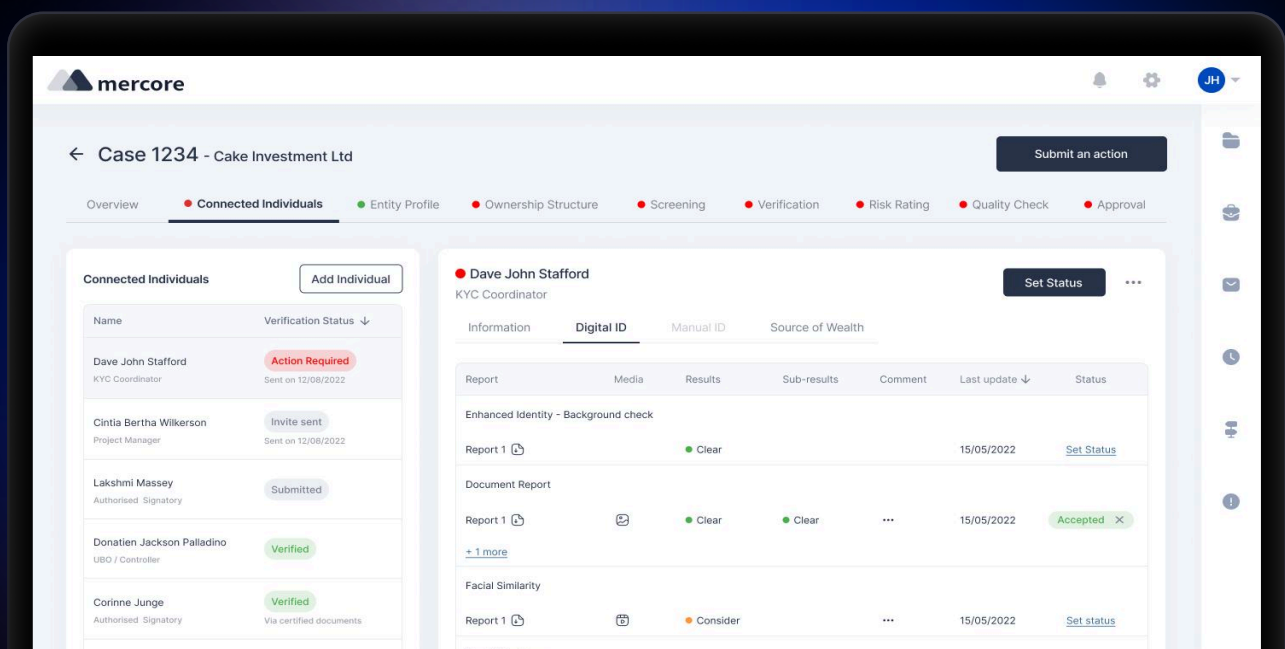 mercore
JH
Case 1234 - Cake Investment Ltd
Submit an action
Overview
Connected Individuals
Entity Profile
Ownership Structure
Screening
Verification
Risk Rating
Quality Check
Approval
Connected Individuals
Add Individual
Name
Verification Status
Dave John Stafford
Action Required
KYC Coordinator
Sent on 12/08/2022
Cintia Bertha Wilkerson
Invite sent
Project Manager
Sent on 12/08/2022
Lakshmi Massey
Submitted
Authorised Signatory
Donatien Jackson Palladino
Verified
UBO / Controller
Corinne Junge
Verified
Authorised Signatory
Via certified documents
Dave John Stafford
KYC Coordinator
Set Status
Information
Digital ID
Manual ID
Source of Wealth
Report
Media
Results
Sub-results
Comment
Last update
Status
Enhanced Identity - Background check
Report 1
Clear
15/05/2022
Set Status
Document Report
Report 1
Clear
Clear
15/05/2022
Accepted
+ 1 more
Facial Similarity
Report 1
Consider
15/05/2022
Set status